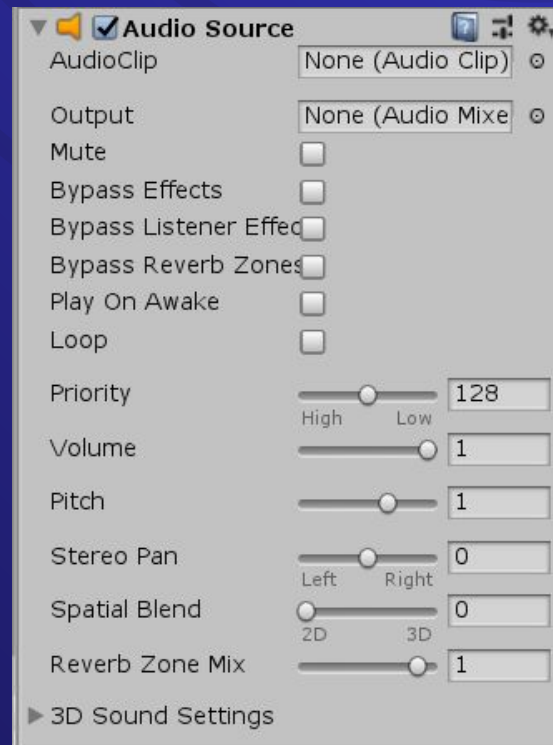 Audio Source
AudioClip None (Audio Clip)
Output None (Audio Mixe
Mute
Bypass Effects
Bypass Listener Effec
Bypass Reverb Zones
Play On Awake
Loop
Priority 128
High Low
Volume 1
Pitch 1
Stereo Pan 0
Left Right
Spatial Blend 0
2D 3D
Reverb Zone Mix 1
3D Sound Settings